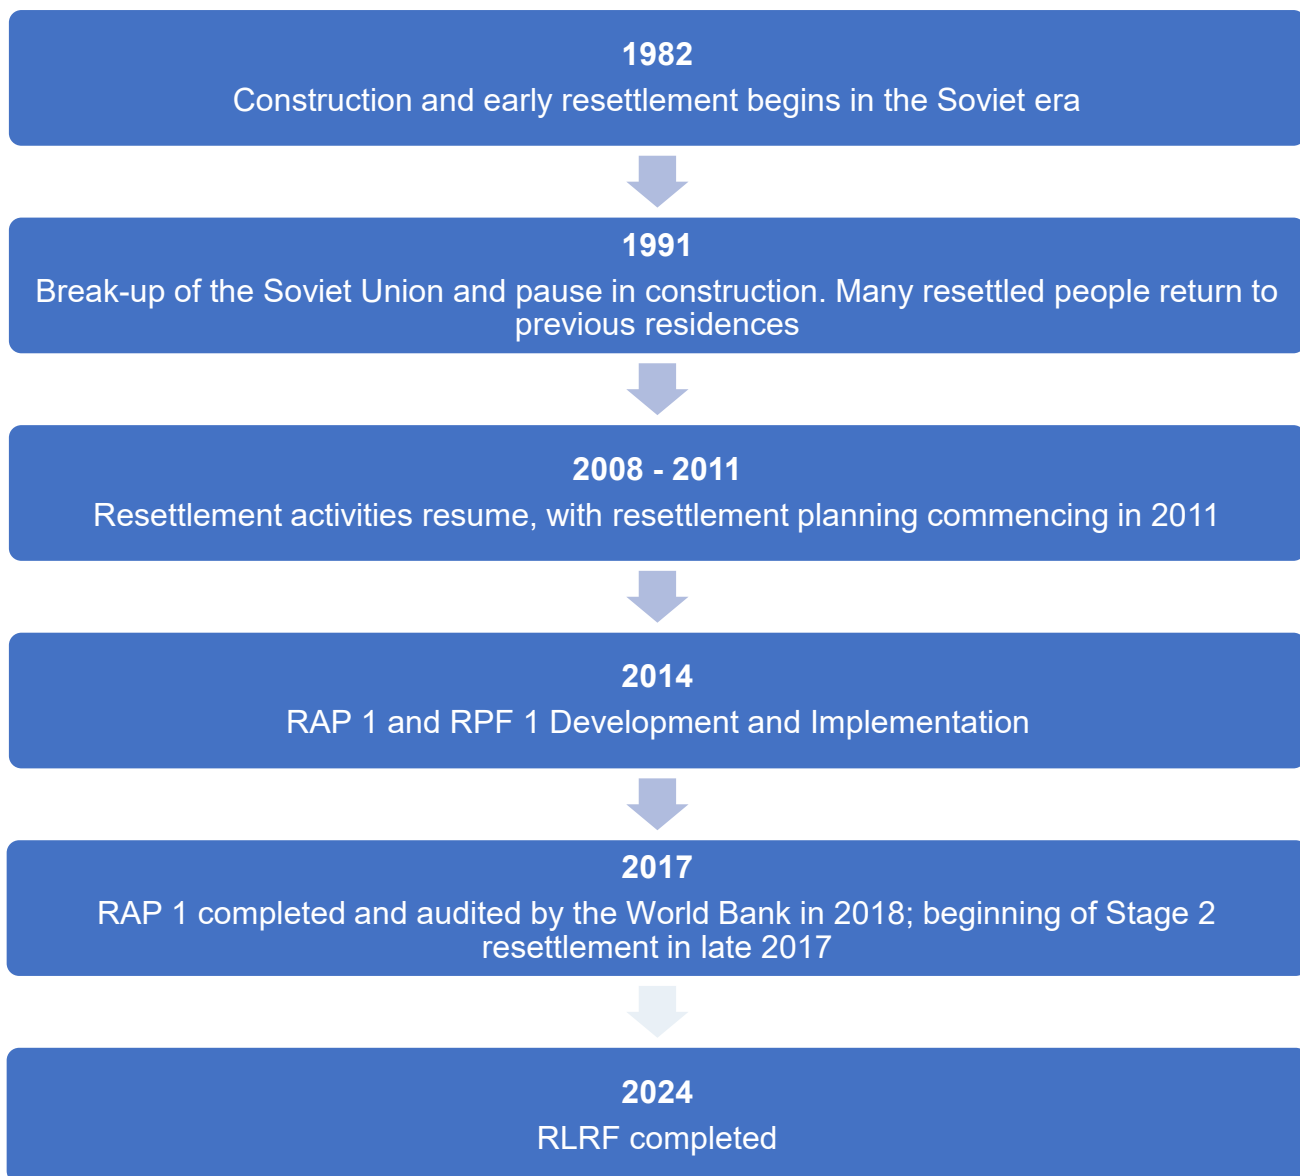 1982
Construction and early resettlement begins in the Soviet era
1991
Break-up of the Soviet Union and pause in construction. Many resettled people return to
previous residences
2008 - 2011
Resettlement activities resume, with resettlement planning commencing in 2011
2014
RAP 1 and RPF 1 Development and Implementation
2017
RAP 1 completed and audited by the World Bank in 2018; beginning of Stage 2
resettlement in late 2017
2024
RLRF completed